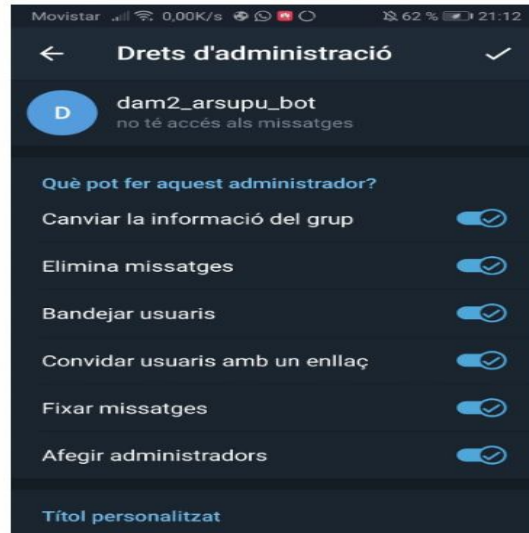 Movistar 0,00K/s 62 % 21:12
Drets d'administració
D
dam2_arsupu_bot
no té accés als missatges
Què pot fer aquest administrador?
Canviar la informació del grup
Elimina missatges
Bandejar usuaris
Convidar usuaris amb un enllaç
Fixar missatges
Afegir administradors
Títol personalitzat